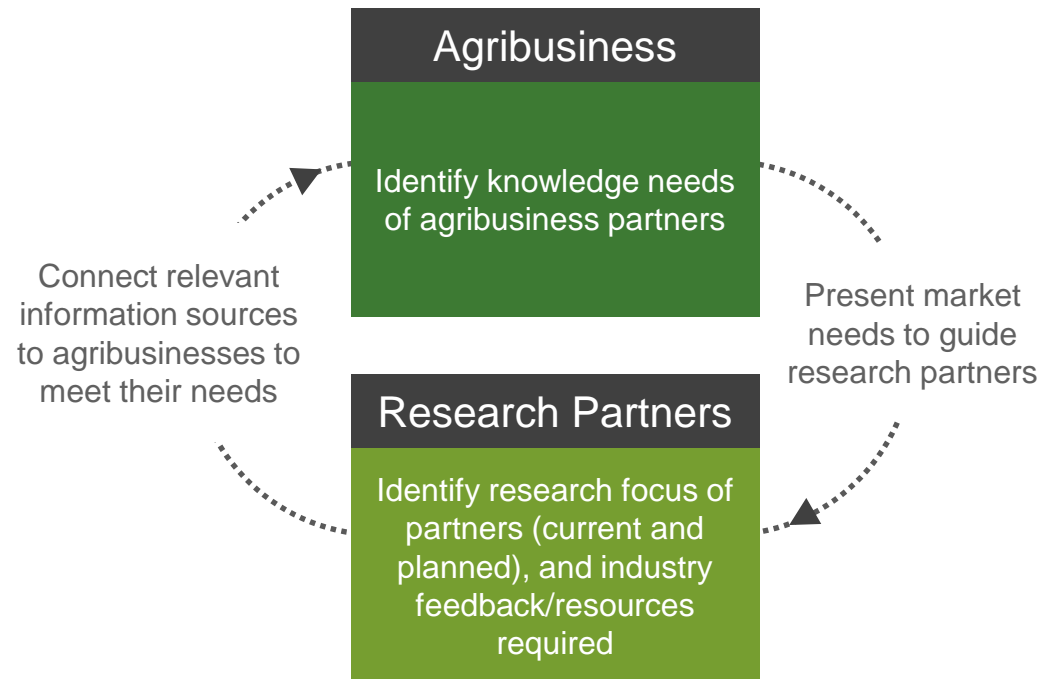 Agribusiness
Identify knowledge needs
of agribusiness partners
Present market
needs to guide
research partners
Research Partners
Identify research focus of
partners (current and
planned), and industry
feedback/resources
required
Connect relevant
information sources
to agribusinesses to
meet their needs